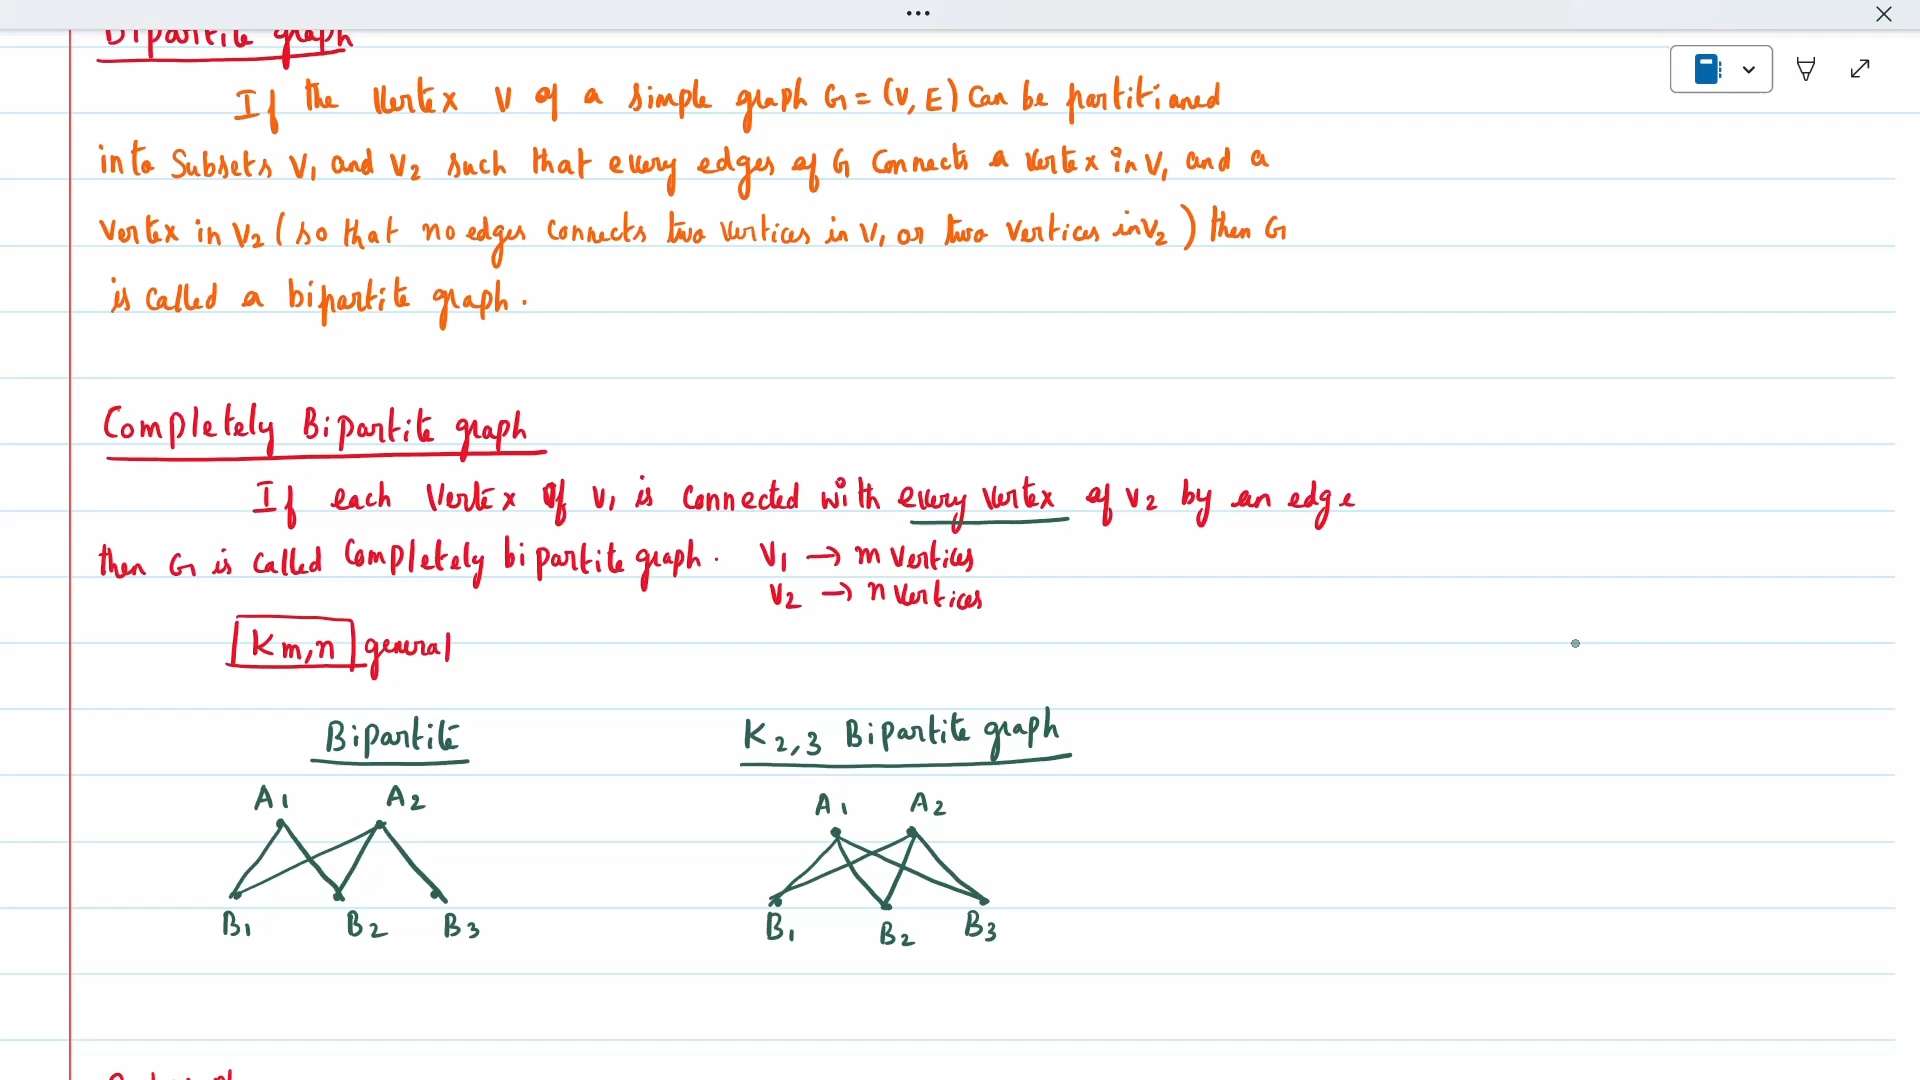 Bipartite graph
If the Vertex V of a simple graph G = (V, E) Can be partitianed
into Subsets V1 and V2 such that every edges of G Connects a Vertex in V1 and a
Vertex in V2 (so that no edges Connects two Vertices in V1 or two Vertices in V2) then G
is called a bipartite graph.
Completely Bipartite graph
If each Vertex of V1 is Connected with every vertex of V2 by an edge
then G is called Completely bipartite graph. V1 → m Vertices
V2 → n Vertices
Km,n general
Bipartite K2,3 Bipartite graph
A1 A2 A1 A2
B1 B2 B3 B1 B2 B3